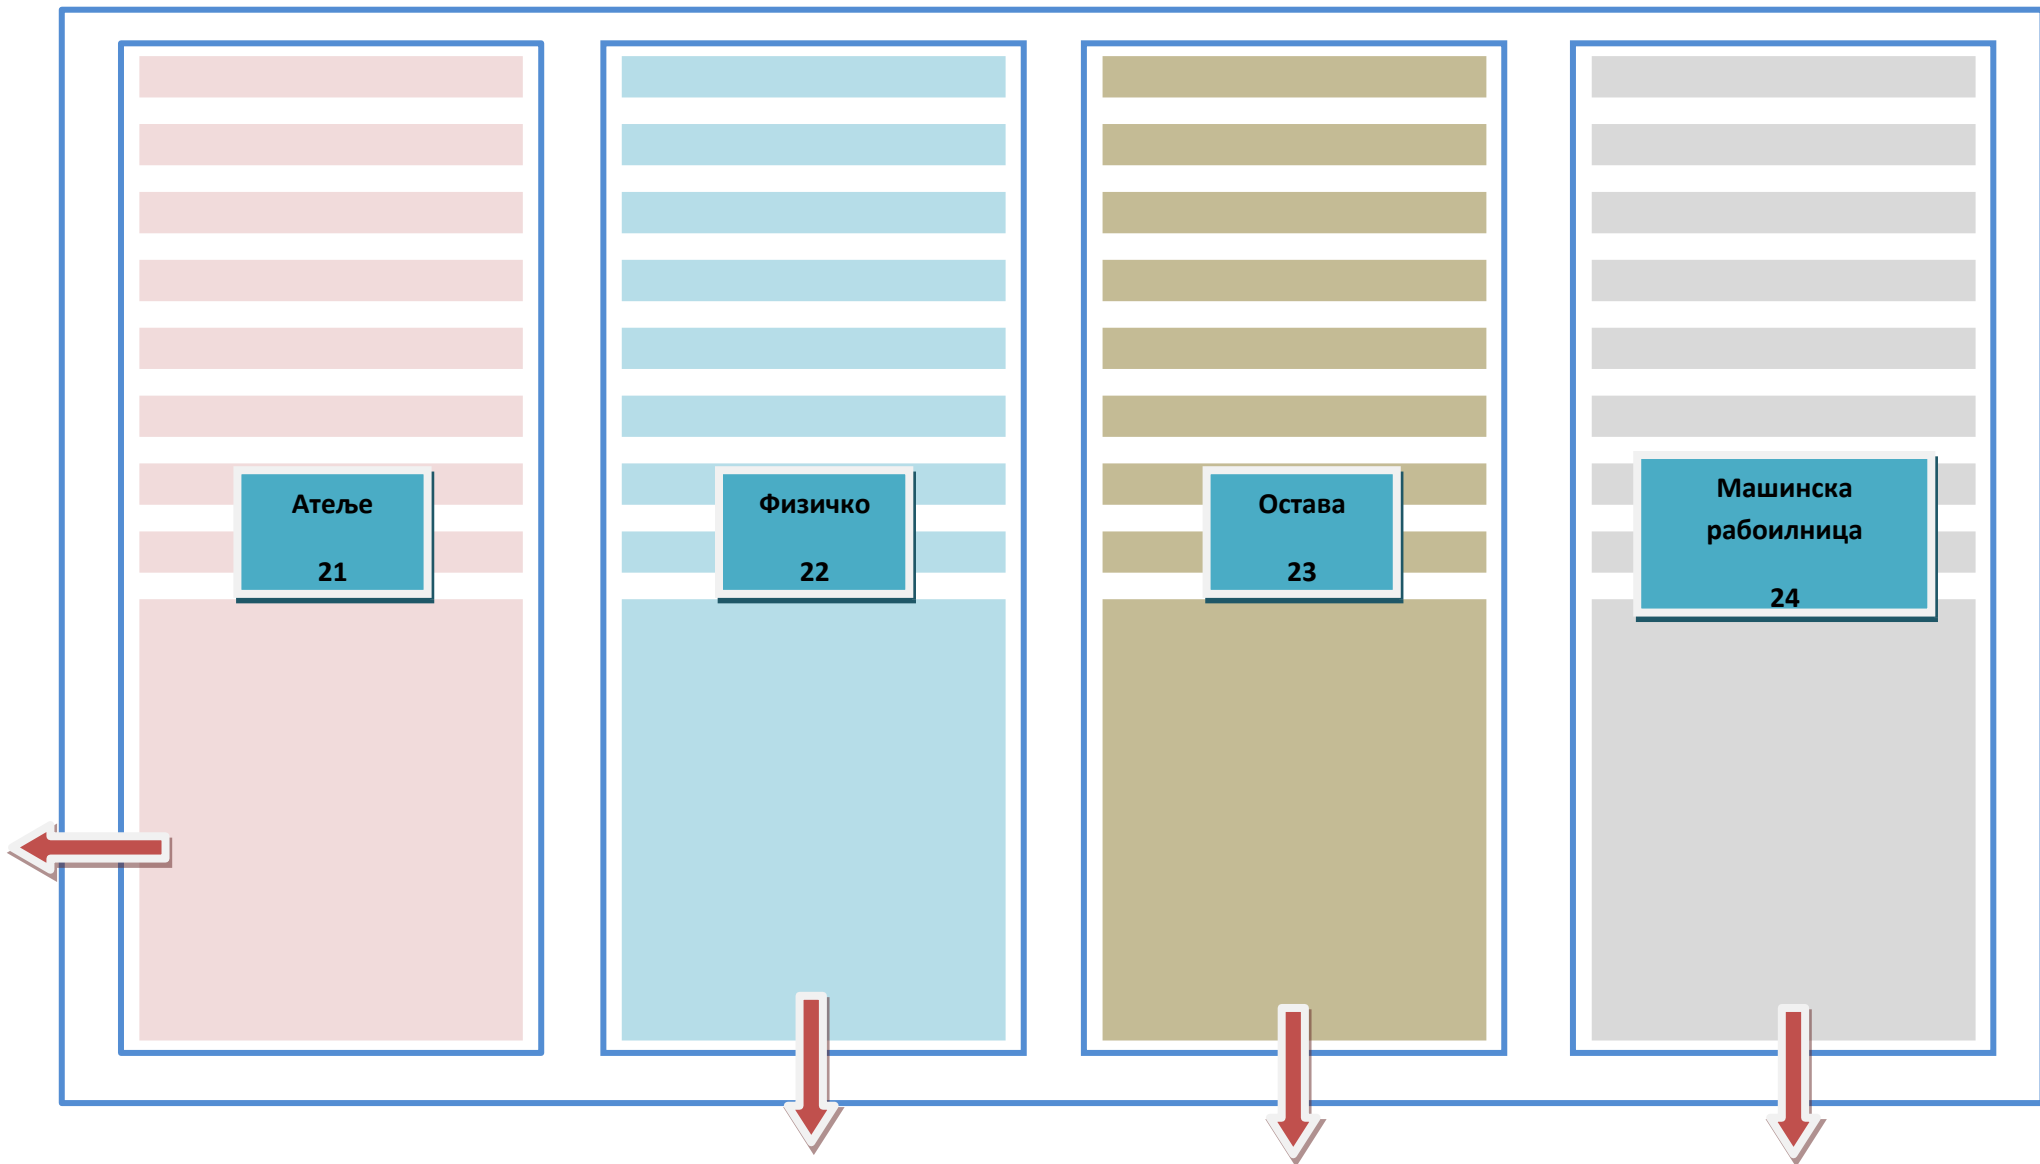 Атеље
21
Физичко
22
Остава
23
Машинска
рабоилница
24